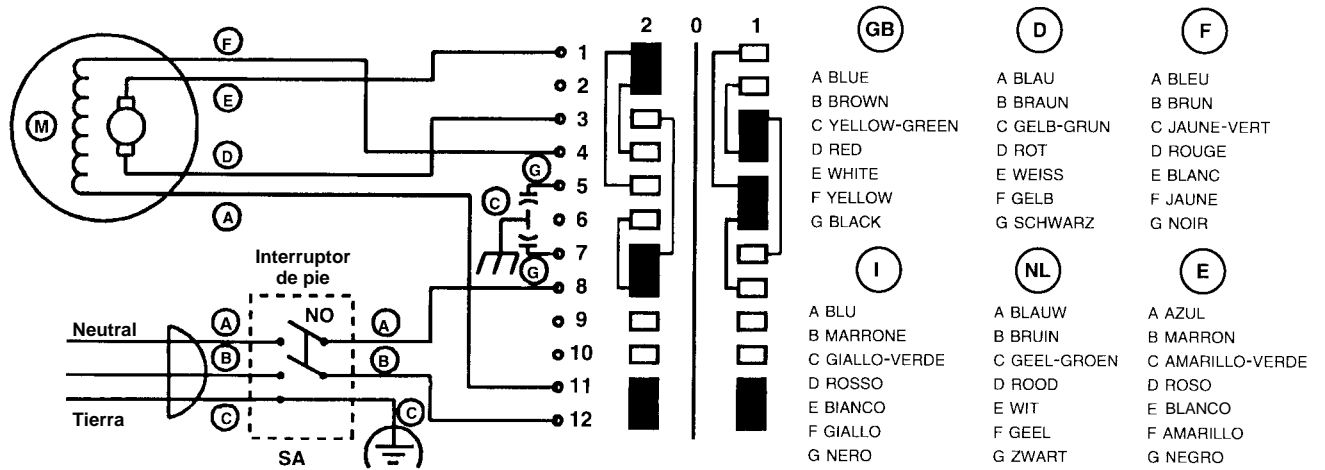 M
F
E
D
A
G
C
G
1
2
3
4
5
6
7
8
9
10
11
12
2 0 1
Interruptor
de pie
NO
Neutral
Tierra
A
B
C
A
B
C
SA
GB
A BLUE
B BROWN
C YELLOW-GREEN
D RED
E WHITE
F YELLOW
G BLACK
D
A BLAU
B BRAUN
C GELB-GRUN
D ROT
E WEISS
F GELB
G SCHWARZ
F
A BLEU
B BRUN
C JAUNE-VERT
D ROUGE
E BLANC
F JAUNE
G NOIR
I
A BLU
B MARRONE
C GIALLO-VERDE
D ROSSO
E BIANCO
F GIALLO
G NERO
NL
A BLAUW
B BRUIN
C GEEL-GROEN
D ROOD
E WIT
F GEEL
G ZWART
E
A AZUL
B MARRON
C AMARILLO-VERDE
D ROSO
E BLANCO
F AMARILLO
G NEGRO